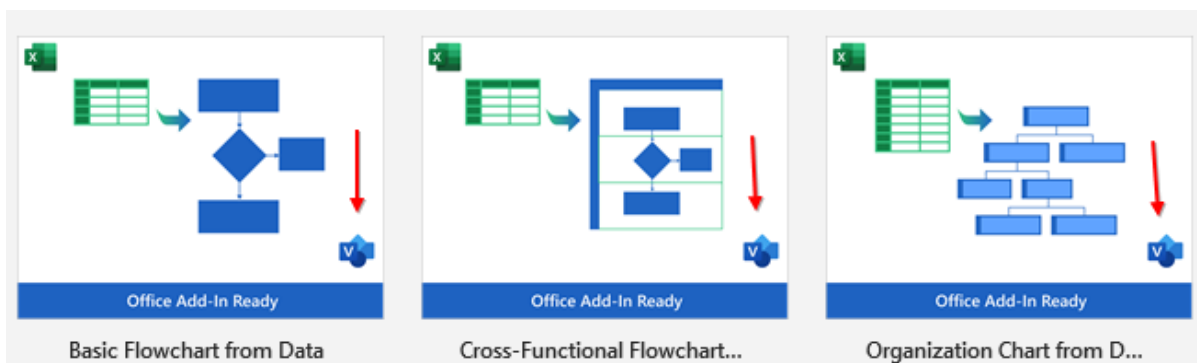 X
X
X
V
V
V
Office Add-In Ready
Office Add-In Ready
Office Add-In Ready
Basic Flowchart from Data
Cross-Functional Flowchart...
Organization Chart from D...